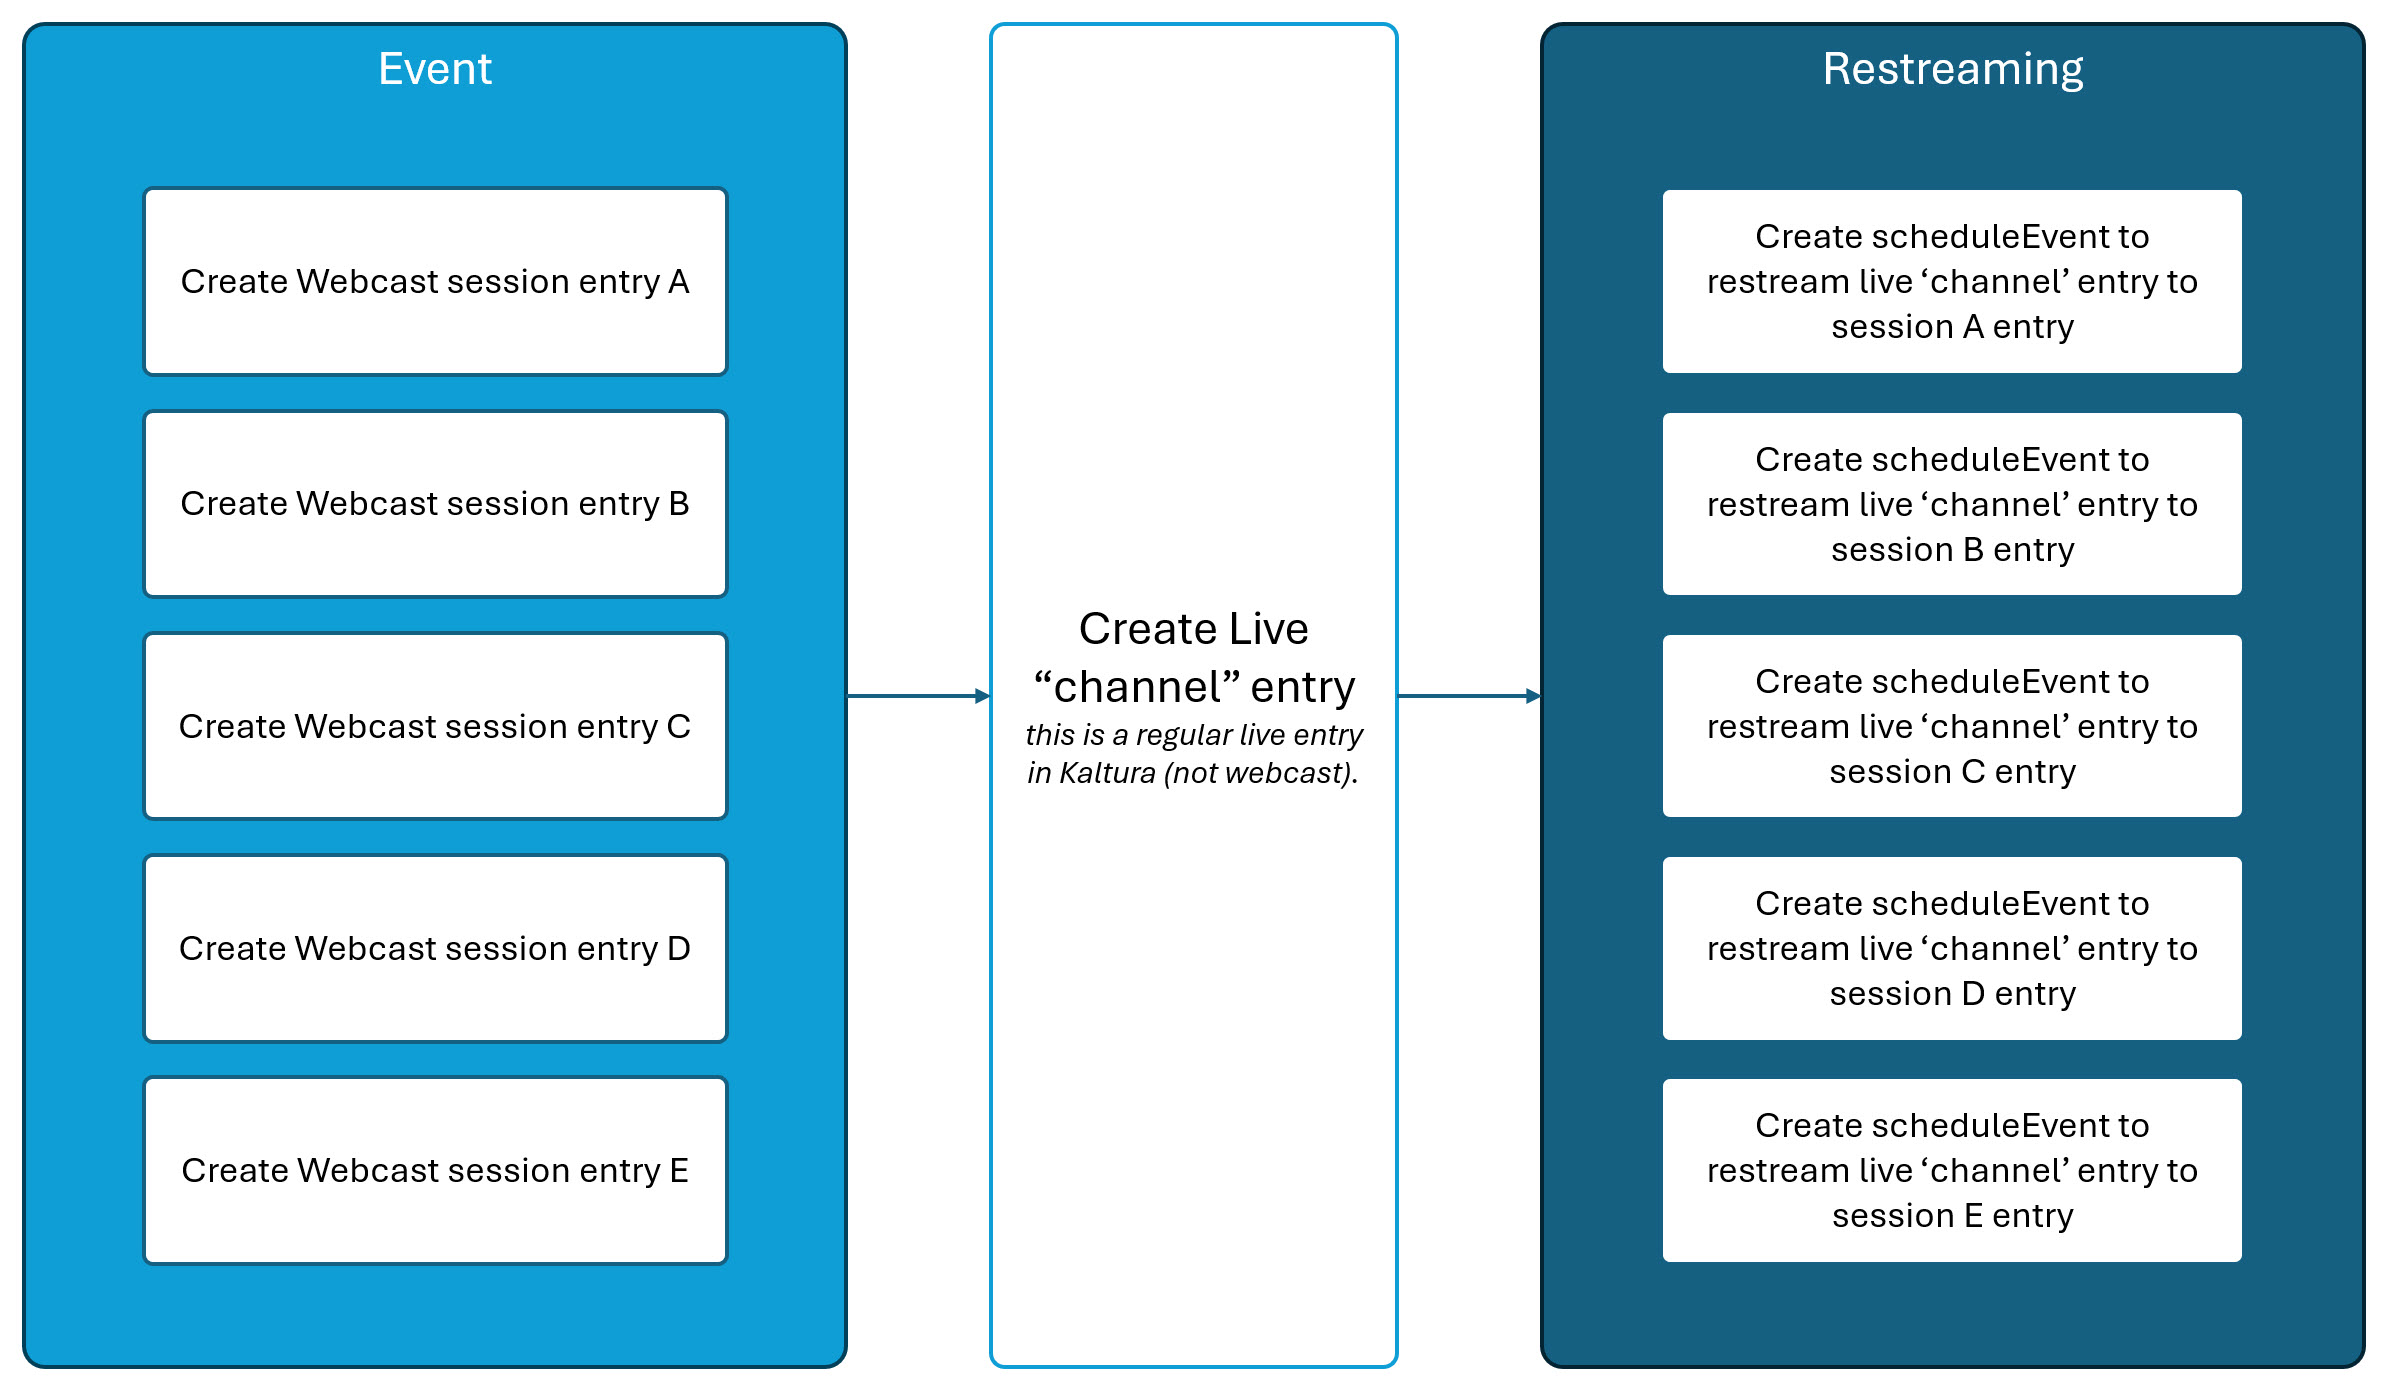 Event
Create Webcast session entry A
Create Webcast session entry B
Create Webcast session entry C
Create Webcast session entry D
Create Webcast session entry E
Create Live
“channel” entry
this is a regular live entry
in Kaltura (not webcast).
Restreaming
Create scheduleEvent to
restream live ‘channel’ entry to
session A entry
Create scheduleEvent to
restream live ‘channel’ entry to
session B entry
Create scheduleEvent to
restream live ‘channel’ entry to
session C entry
Create scheduleEvent to
restream live ‘channel’ entry to
session D entry
Create scheduleEvent to
restream live ‘channel’ entry to
session E entry